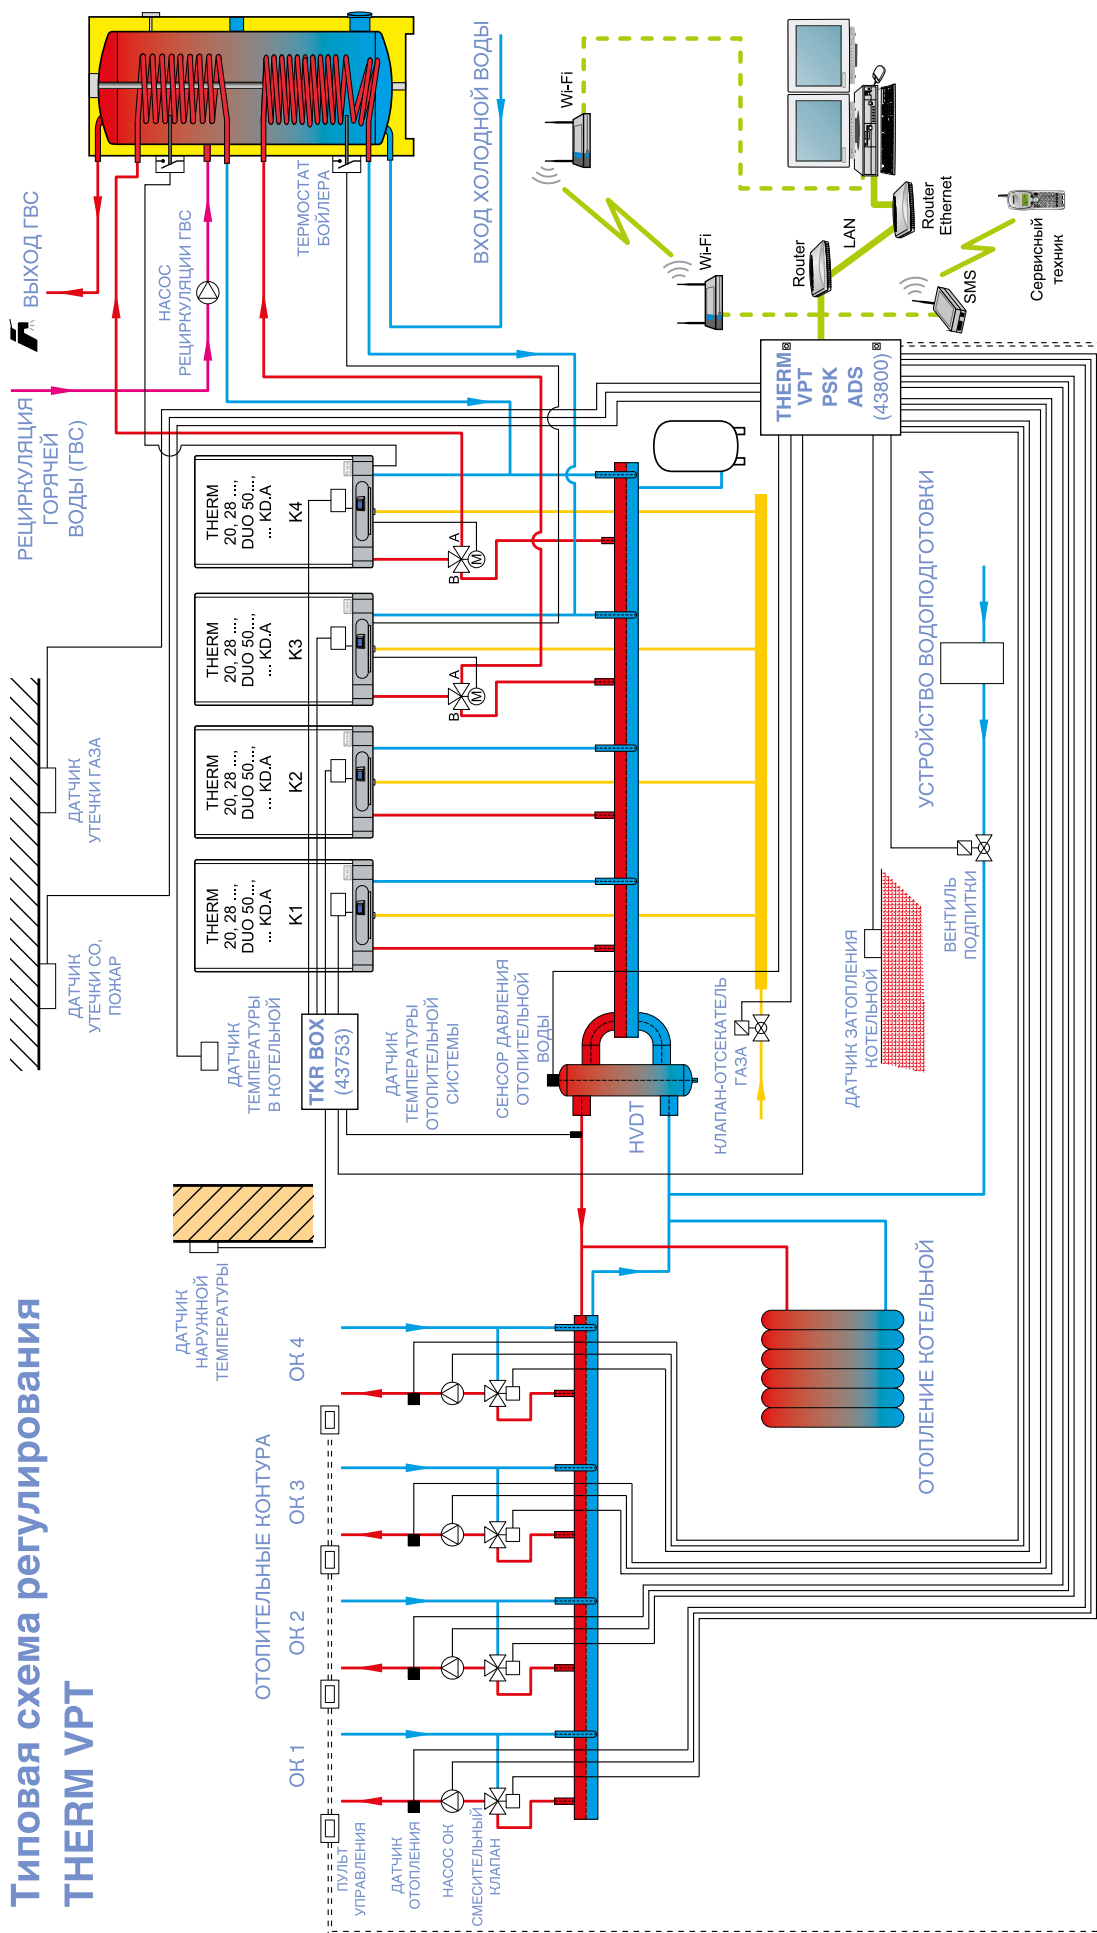 Типовая схема регулирования
THERM VPT
ВЫХОД ГВС
РЕЦИРКУЛЯЦИЯ
ГОРЯЧЕЙ
ВОДЫ (ГВС)
НАСОС
РЕЦИРКУЛЯЦИИ ГВС
ТЕРМОСТАТ
БОЙЛЕРА
ВХОД ХОЛОДНОЙ ВОДЫ
Wi-Fi
Wi-Fi
Router
LAN
Router
Ethernet
SMS
Сервисный
техник
THERM
VPT
PSK
ADS
(43800)
ДАТЧИК
УТЕЧКИ CO,
ПОЖАР
ДАТЧИК
УТЕЧКИ ГАЗА
ДАТЧИК
ТЕМПЕРАТУРЫ
В КОТЕЛЬНОЙ
THERM
20, 28 ...,
DUO 50...,
... KD.A
K1
THERM
20, 28 ...,
DUO 50...,
... KD.A
K2
THERM
20, 28 ...,
DUO 50...,
... KD.A
K3
THERM
20, 28 ...,
DUO 50...,
... KD.A
K4
B
A
M
B
A
M
TKR BOX
(43753)
ДАТЧИК
ТЕМПЕРАТУРЫ
ОТОПИТЕЛЬНОЙ
СИСТЕМЫ
СЕНСОР ДАВЛЕНИЯ
ОТОПИТЕЛЬНОЙ
ВОДЫ
HVDT
КЛАПАН-ОТСЕКАТЕЛЬ
ГАЗА
ДАТЧИК ЗАТОПЛЕНИЯ
КОТЕЛЬНОЙ
ВЕНТИЛЬ
ПОДПИТКИ
УСТРОЙСТВО ВОДОПОДГОТОВКИ
ДАТЧИК
НАРУЖНОЙ
ТЕМПЕРАТУРЫ
ОТОПИТЕЛЬНЫЕ КОНТУРА
ОК 1
ОК 2
ОК 3
ОК 4
ПУЛЬТ
УПРАВЛЕНИЯ
ДАТЧИК
ОТОПЛЕНИЯ
НАСОС ОК
СМЕСИТЕЛЬНЫЙ
КЛАПАН
ОТОПЛЕНИЕ КОТЕЛЬНОЙ